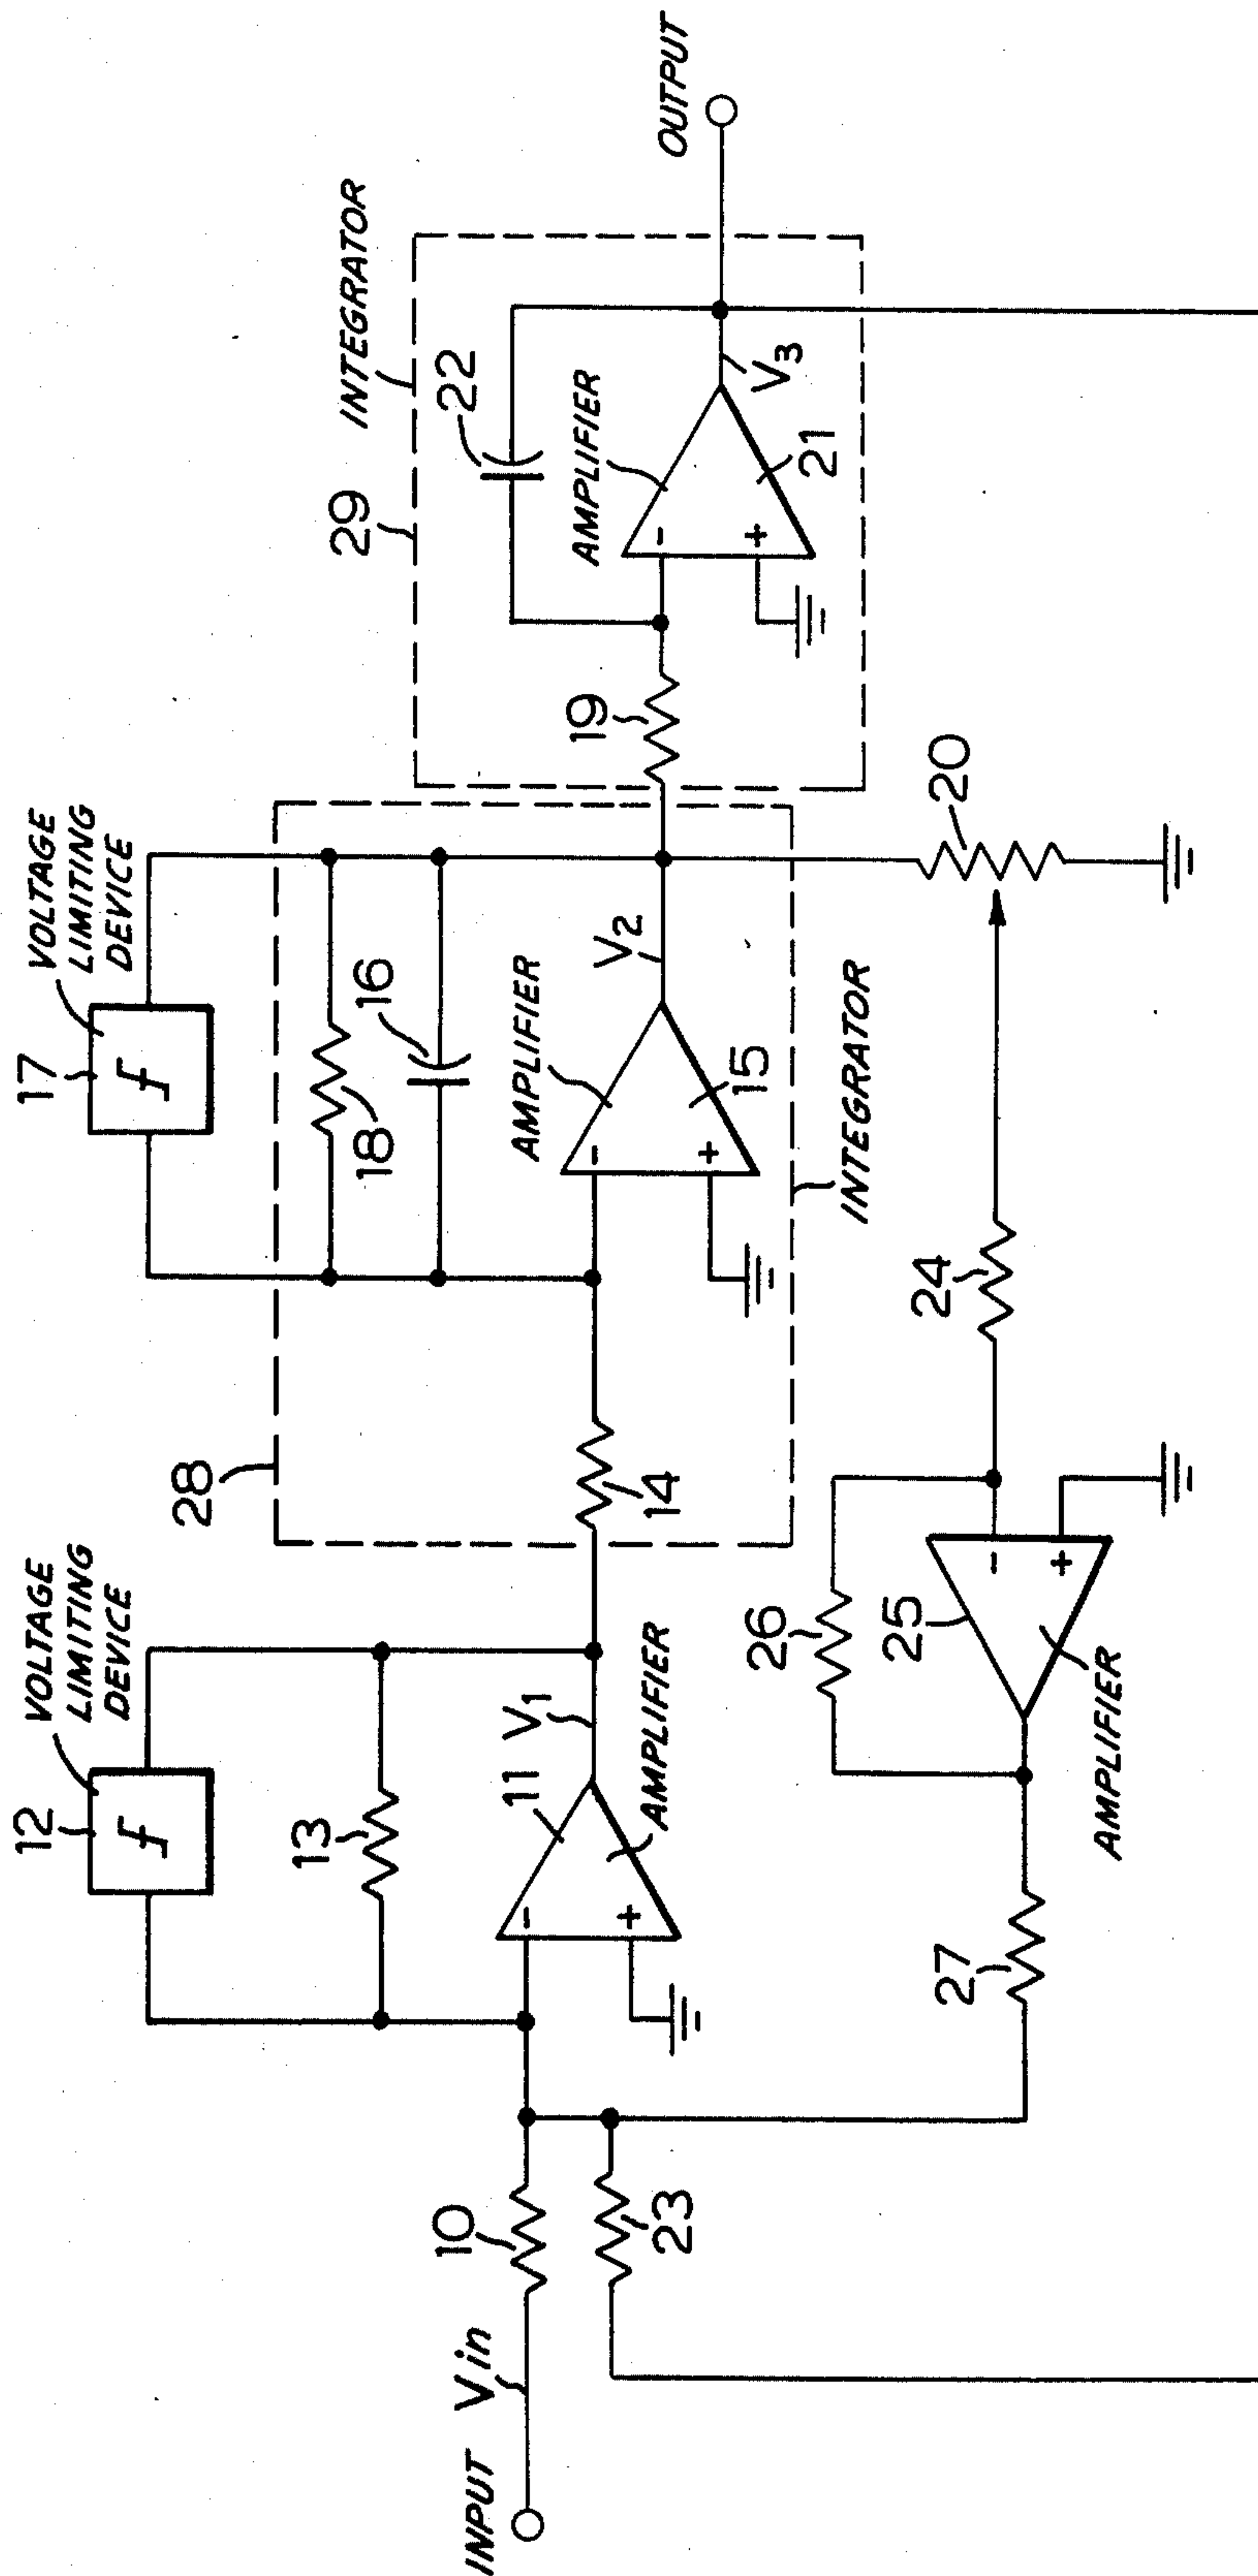 INPUT
Vin
10
23
12
VOLTAGE
LIMITING
DEVICE
13
11
-
+
V1
AMPLIFIER
27
26
25
-
+
AMPLIFIER
24
28
14
17
VOLTAGE
LIMITING
DEVICE
18
16
AMPLIFIER
-
+
15
V2
INTEGRATOR
20
19
29
INTEGRATOR
22
AMPLIFIER
-
+
21
V3
OUTPUT